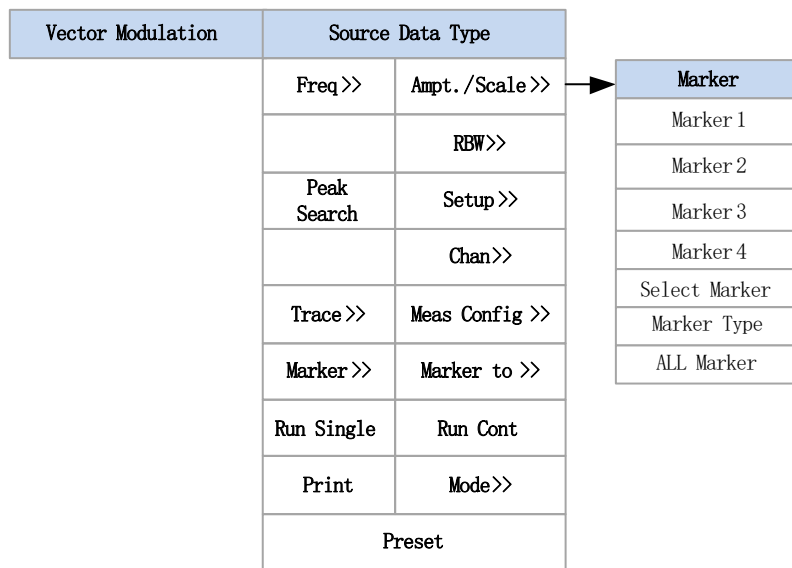 Vector Modulation
Source Data Type
Freq>>
Ampt./Scale>>
RBW>>
Peak
Search
Setup>>
Chan>>
Trace>>
Meas Config >>
Marker>>
Marker to >>
Run Single
Run Cont
Print
Mode>>
Preset
Marker
Marker 1
Marker 2
Marker 3
Marker 4
Select Marker
Marker Type
ALL Marker